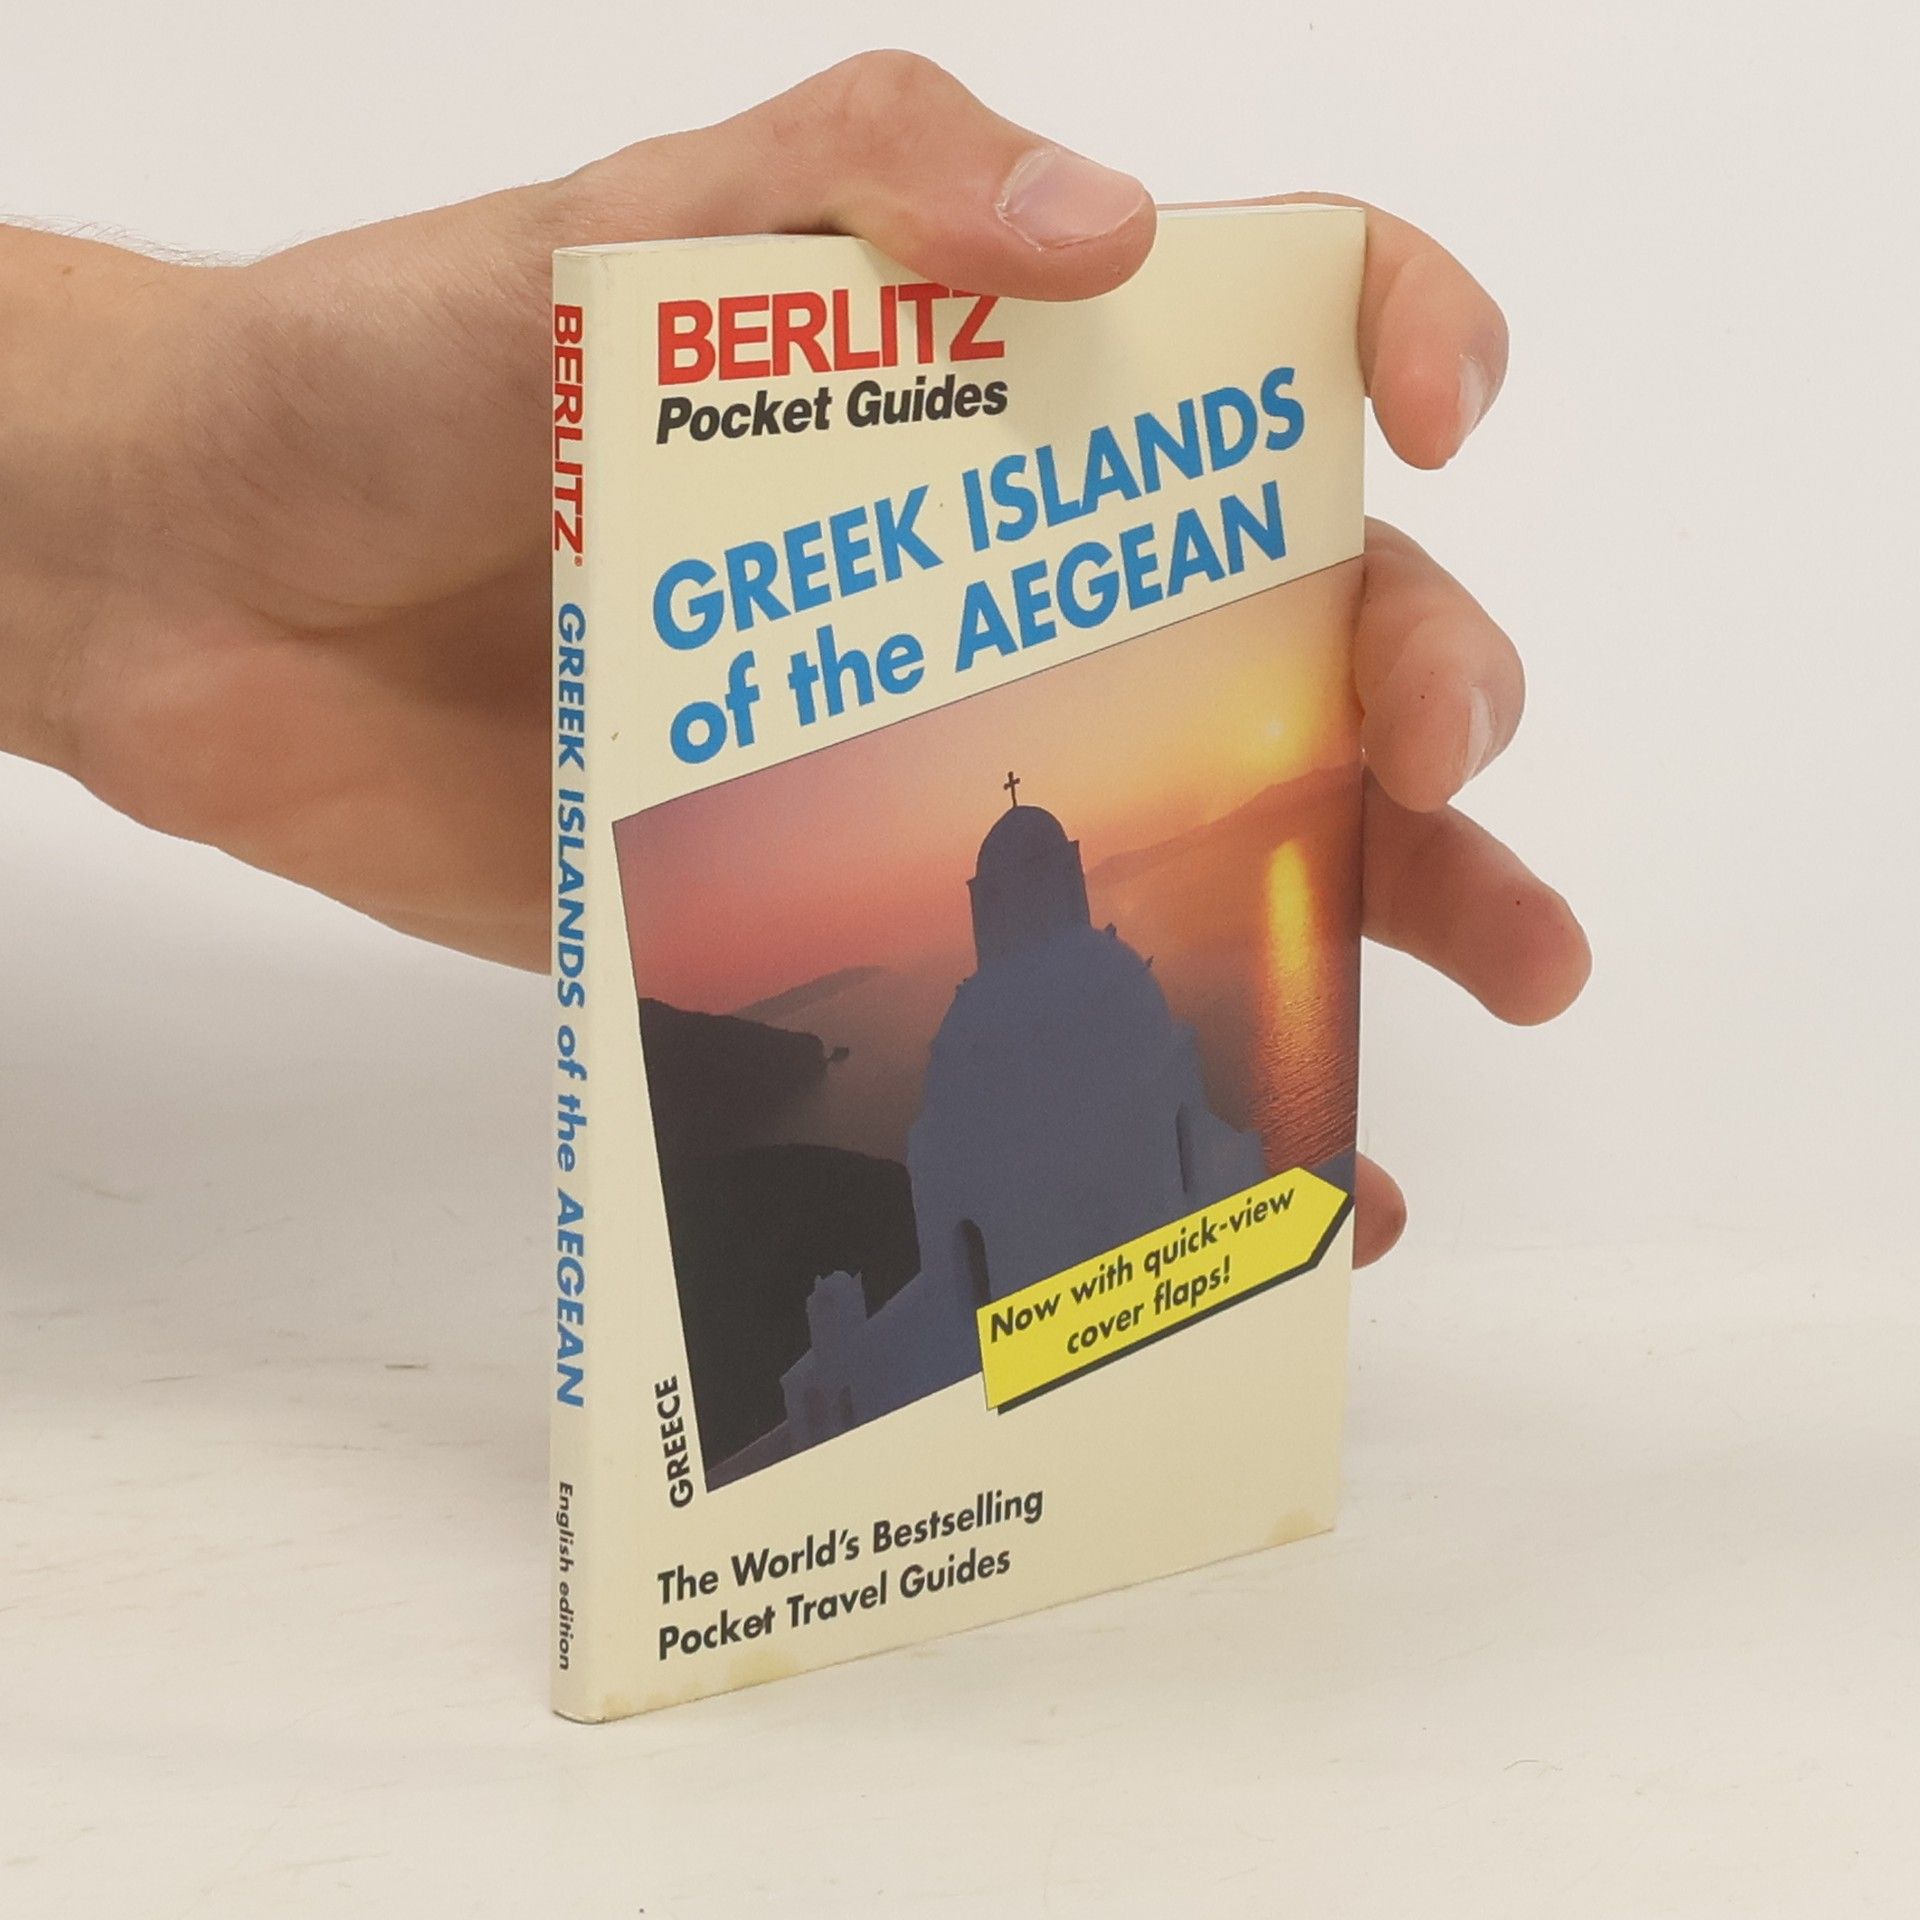 BERLITZ® GREEK ISLANDS of the AEGEAN English edition
BERLITZ
Pocket Guides
GREEK ISLANDS
of the AEGEAN
Now with quick-view
cover flaps!
GREECE
The World's Bestselling
Pocket Travel Guides